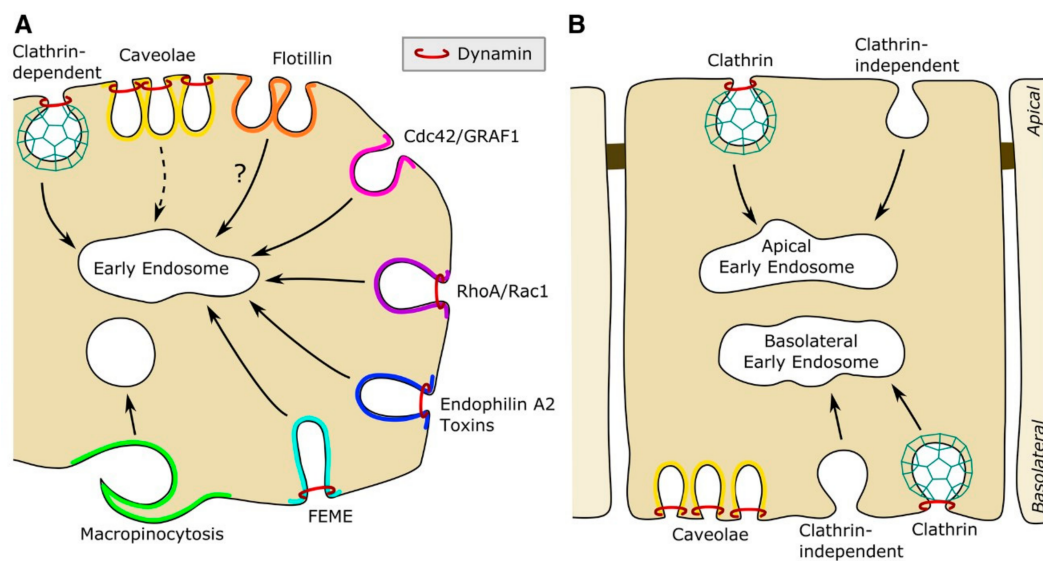 A
Clathrin-
dependent
Caveolae
Flotillin
Dynamin
Cdc42/GRAF1
?
Early Endosome
RhoA/Rac1
Endophilin A2
Toxins
FEME
Macropinocytosis
B
Clathrin
Clathrin-
independent
Apical
Apical
Early Endosome
Basolateral
Early Endosome
Basolateral
Caveolae
Clathrin-
independent
Clathrin